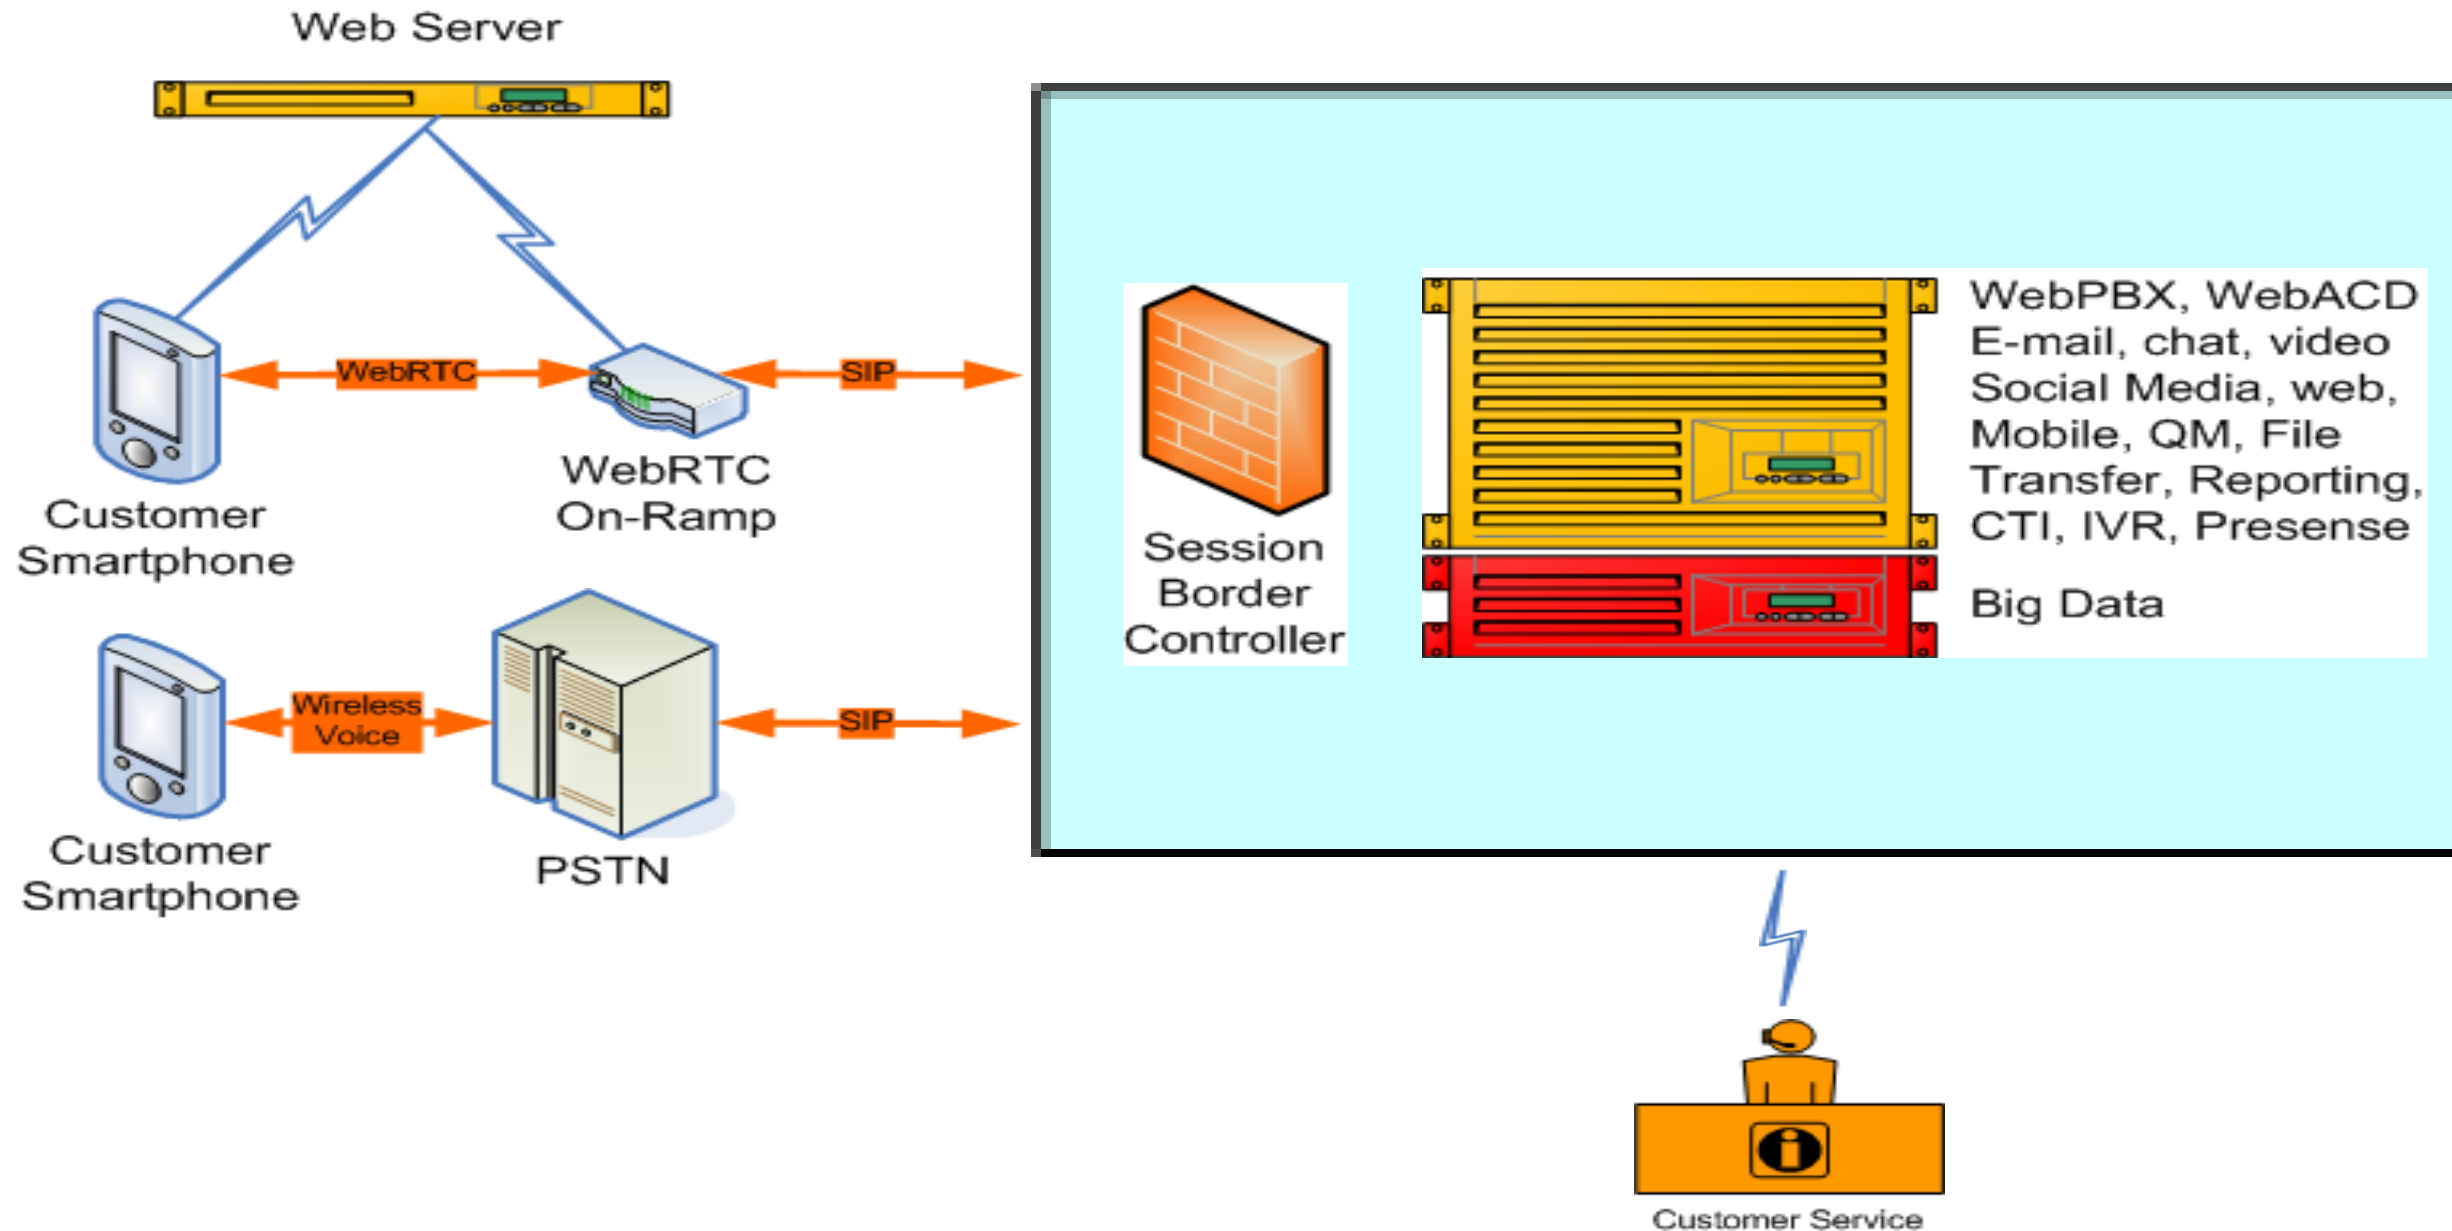 Web Server
WebRTC
SIP
Customer
Smartphone
WebRTC
On-Ramp
Wireless
Voice
SIP
Customer
Smartphone
PSTN
Session
Border
Controller
WebPBX, WebACD
E-mail, chat, video
Social Media, web,
Mobile, QM, File
Transfer, Reporting,
CTI, IVR, Presense
Big Data
Customer Service